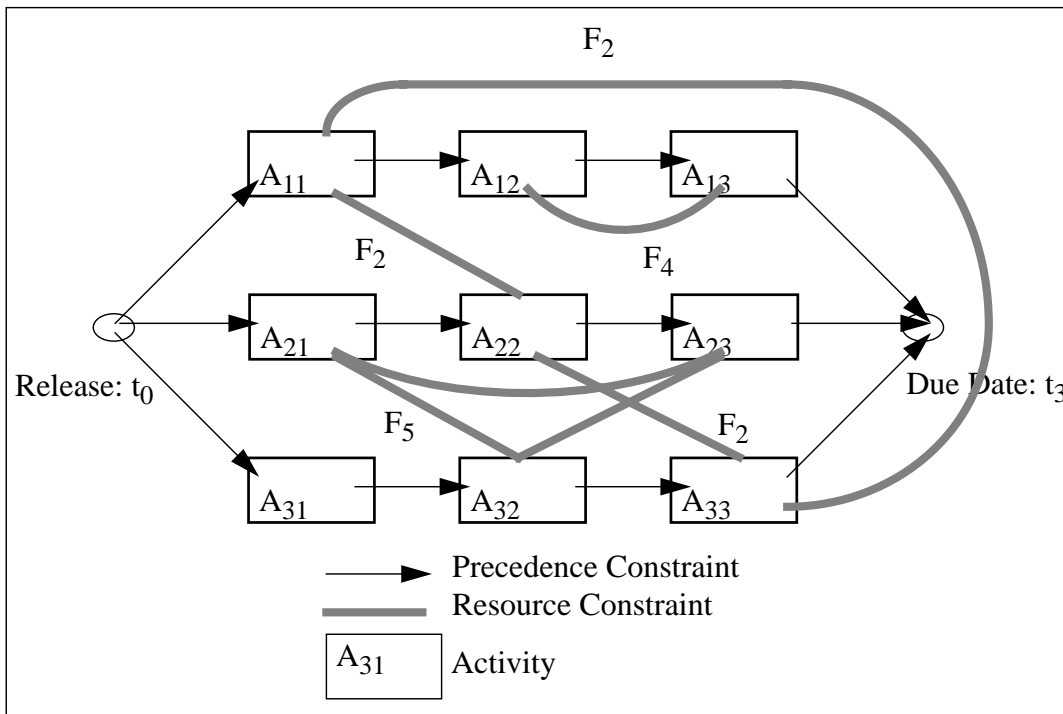 F2
A11 A12 A13
F2 F4
A21 A22 A23
Release: t0 Due Date: t3
F5 F2
A31 A32 A33
Precedence Constraint
Resource Constraint
A31 Activity